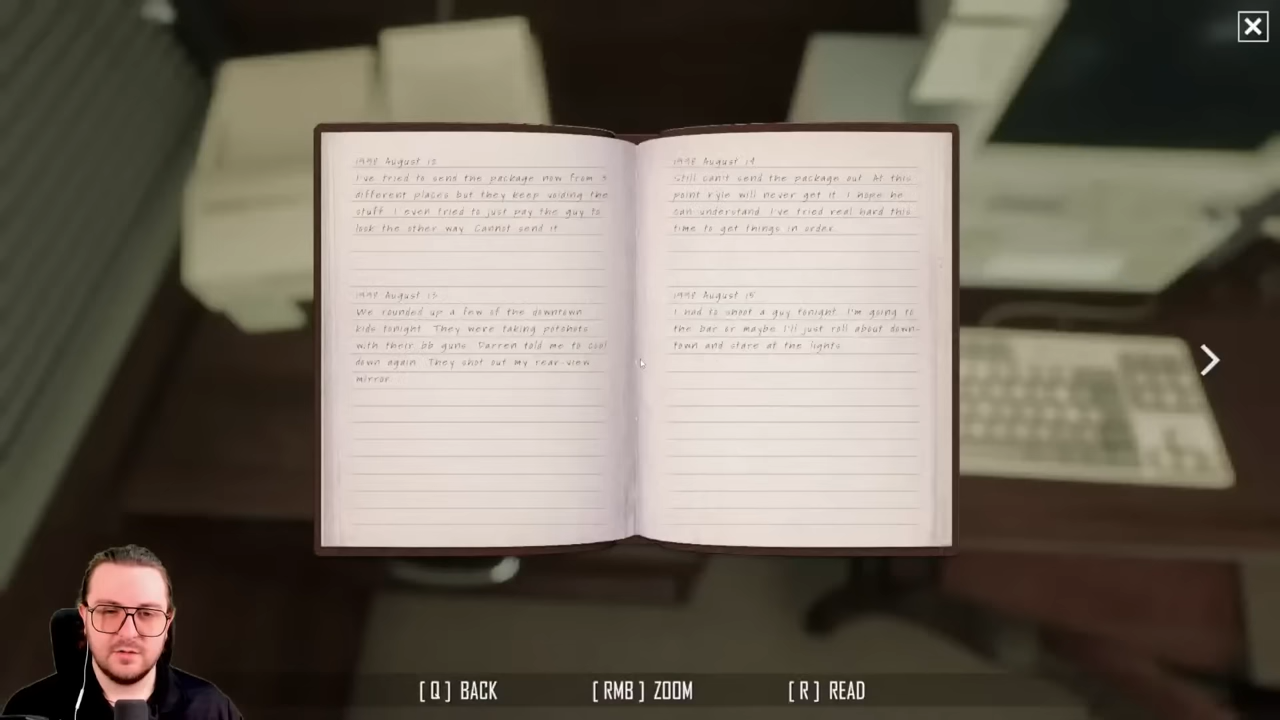 August
I've tried to send the package now from
different places but they keep voiding the
stuff. I even tried to just pay the guy to
look the other way. Cannot send it.
August 13
We rounded up a few of the downtown
kids tonight. They were taking potshots
with their bb guns. Darren told me to cool
down again. They shot out my rear view
mirror.
August 14
Still can't send the package out. At this
point Kyle will never get it. I hope he
can understand. I've tried real hard this
time to get things in order.
August 15
I had to shoot a guy tonight. I'm going to
the bar or maybe I'll just roll about down-
town and stare at the lights.
[ Q ] BACK
[ RMB ] ZOOM
[ R ] READ